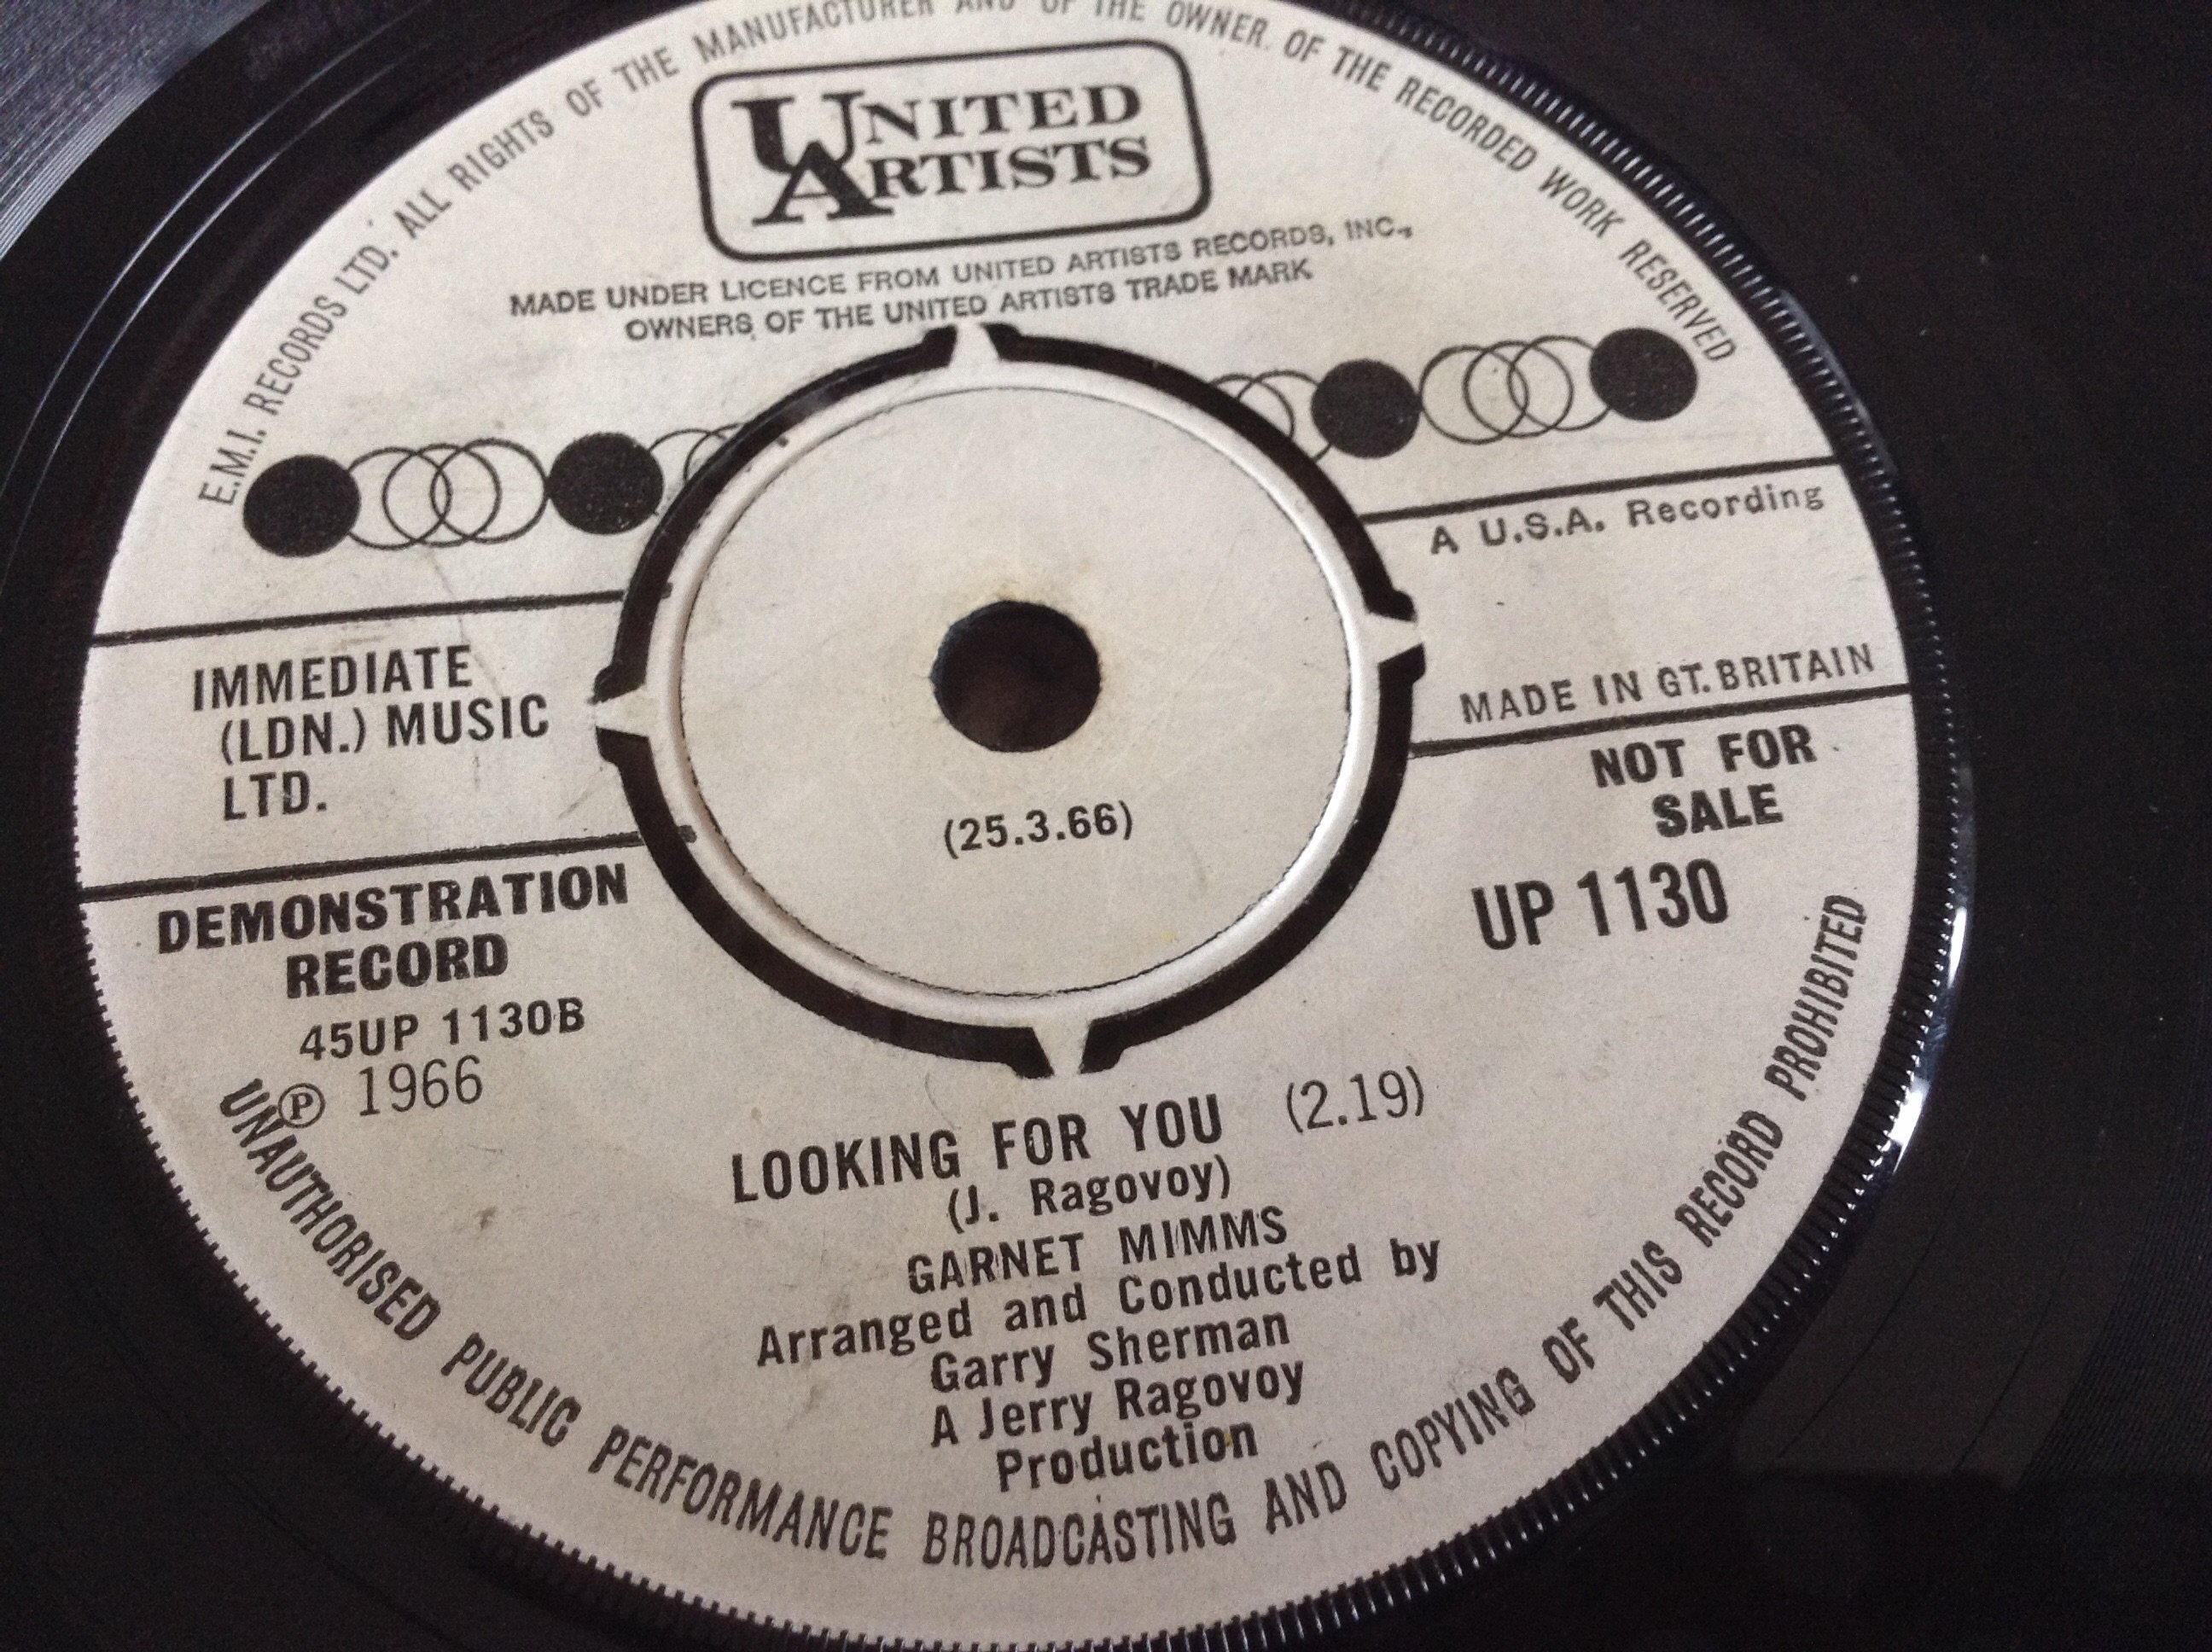 E.M.I. RECORDS LTD. ALL RIGHTS OF THE MANUFACTURER AND OF THE OWNER OF THE RECORDED WORK RESERVED
UNITED
ARTISTS
MADE UNDER LICENCE FROM UNITED ARTISTS RECORDS, INC.,
OWNERS OF THE UNITED ARTISTS TRADE MARK
A U.S.A. Recording
IMMEDIATE
(LDN.) MUSIC
LTD.
MADE IN GT. BRITAIN
NOT FOR
SALE
(25.3.66)
DEMONSTRATION
RECORD
UP 1130
45UP 1130B
Ⓟ 1966
LOOKING FOR YOU (2.19)
(J. Ragovoy)
GARNET MIMMS
Arranged and Conducted by
Garry Sherman
A Jerry Ragovoy
Production
UNAUTHORISED PUBLIC PERFORMANCE BROADCASTING AND COPYING OF THIS RECORD PROHIBITED